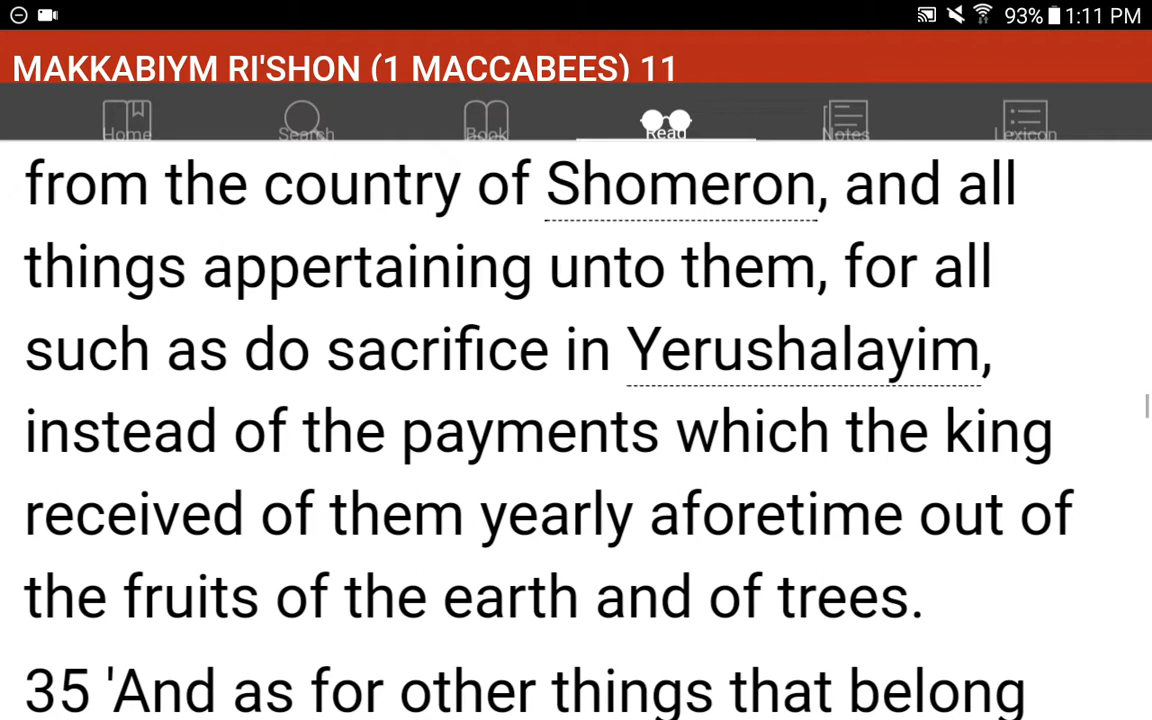 93% 1:11 PM
MAKKABIYM RI'SHON (1 MACCABEES) 11
Home Search Book Read Notes Lexicon
from the country of Shomeron, and all
things appertaining unto them, for all
such as do sacrifice in Yerushalayim,
instead of the payments which the king
received of them yearly aforetime out of
the fruits of the earth and of trees.
35 'And as for other things that belong